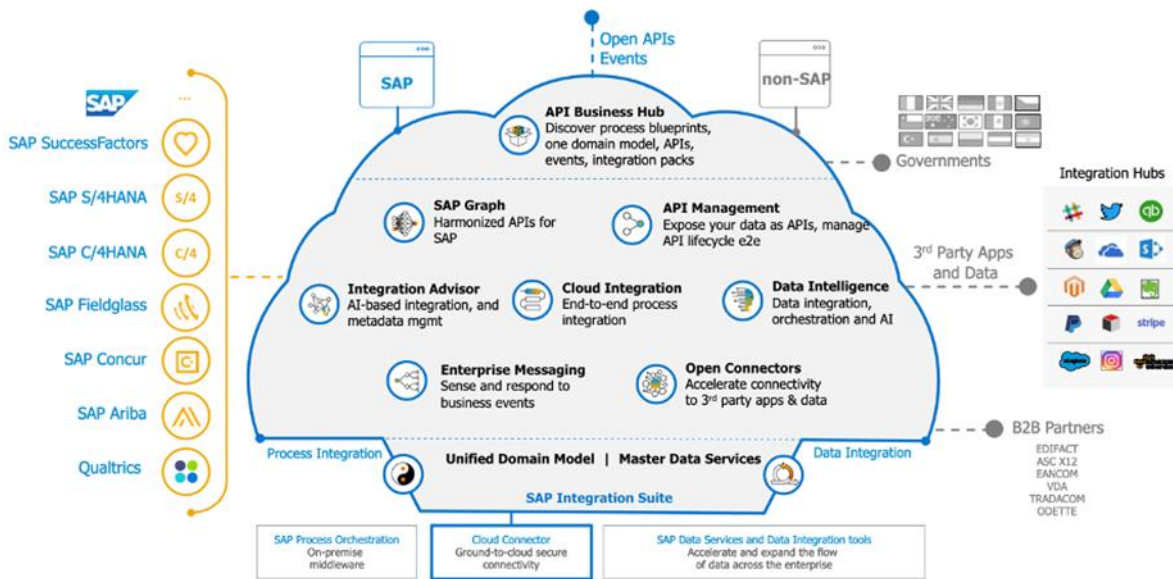 Open APIs
Events
SAP
non-SAP
SAP
...
SAP SuccessFactors
SAP S/4HANA
S/4
SAP C/4HANA
C/4
SAP Fieldglass
SAP Concur
C
SAP Ariba
Qualtrics
API Business Hub
Discover process blueprints,
one domain model, APIs,
events, integration packs
SAP Graph
Harmonized APIs for
SAP
API Management
Expose your data as APIs, manage
API lifecycle e2e
Integration Advisor
AI-based integration, and
metadata mgmt
Cloud Integration
End-to-end process
integration
Data Intelligence
Data integration,
orchestration and AI
Enterprise Messaging
Sense and respond to
business events
Open Connectors
Accelerate connectivity
to 3rd party apps & data
Process Integration
Unified Domain Model | Master Data Services
Data Integration
SAP Integration Suite
Governments
Integration Hubs
qb
S
stripe
3rd Party Apps
and Data
B2B Partners
EDIFACT
ASC X12
EANCOM
VDA
TRADACOM
ODETTE
SAP Process Orchestration
On-premise
middleware
Cloud Connector
Ground-to-cloud secure
connectivity
SAP Data Services and Data Integration tools
Accelerate and expand the flow
of data across the enterprise